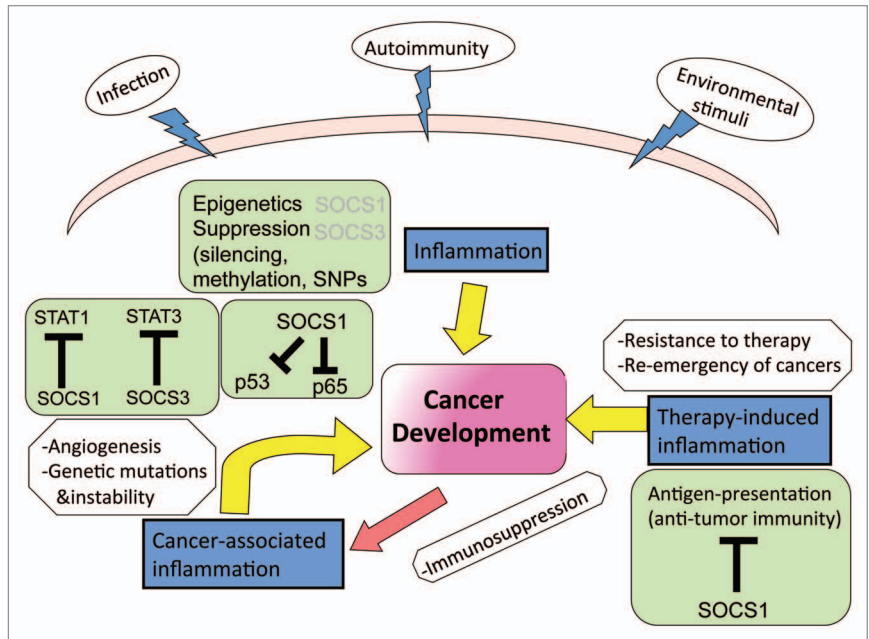 Infection
Autoimmunity
Environmental
stimuli
Epigenetics SOCS1
Suppression SOCS3
(silencing,
methylation, SNPs
Inflammation
STAT1 STAT3
SOCS1 SOCS3
SOCS1
p53 p65
-Resistance to therapy
-Re-emergency of cancers
Cancer
Development
Therapy-induced
inflammation
-Angiogenesis
-Genetic mutations
&instability
Antigen-presentation
(anti-tumor immunity)
SOCS1
Cancer-associated
inflammation
-Immunosuppression